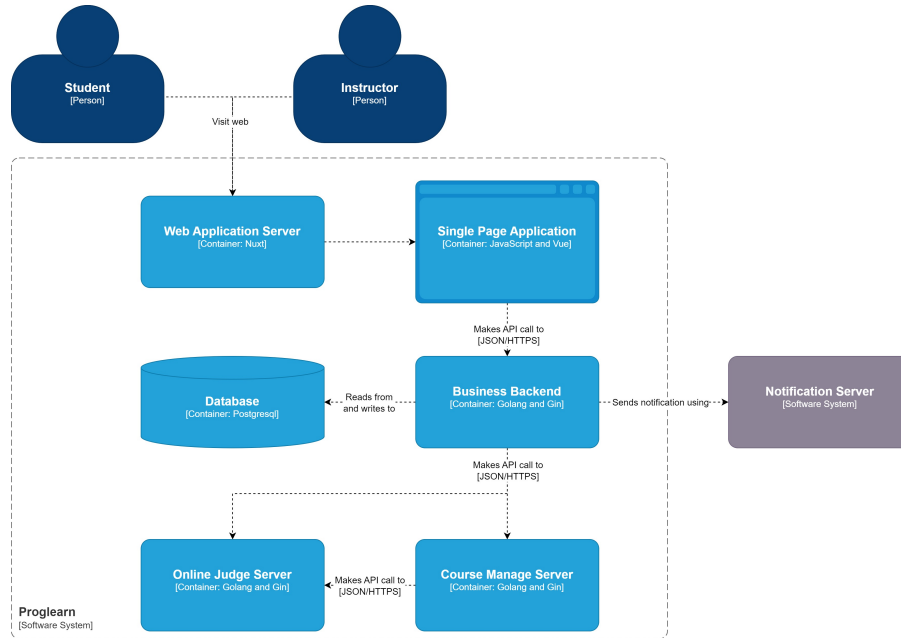 Student
[Person]
Instructor
[Person]
Visit web
Web Application Server
[Container: Nuxt]
Single Page Application
[Container: JavaScript and Vue]
Makes API call to
[JSON/HTTPS]
Database
[Container: Postgresql]
Reads from
and writes to
Business Backend
[Container: Golang and Gin]
Sends notification using
Notification Server
[Software System]
Makes API call to
[JSON/HTTPS]
Online Judge Server
[Container: Golang and Gin]
Makes API call to
[JSON/HTTPS]
Course Manage Server
[Container: Golang and Gin]
Proglearn
[Software System]